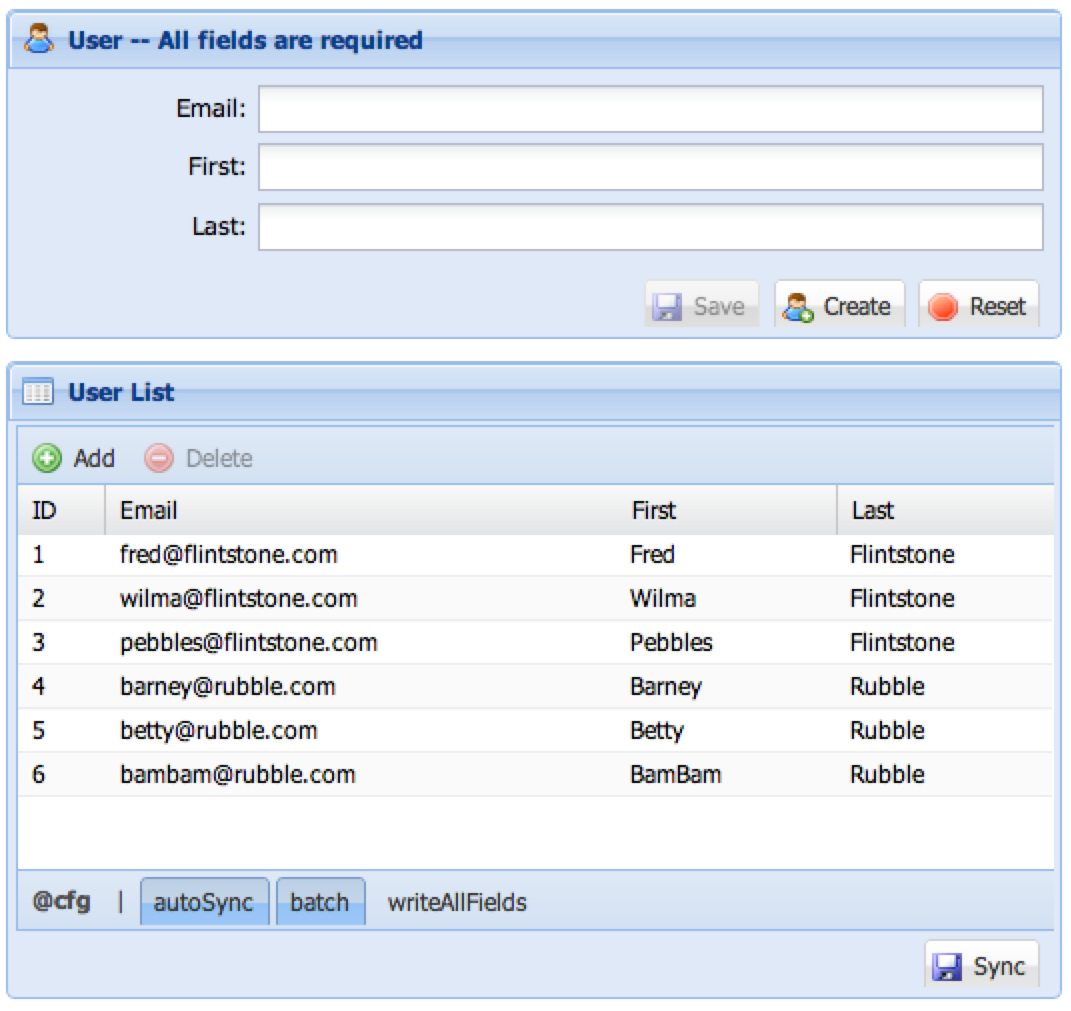 User -- All fields are required
Email:
First:
Last:
Save Create Reset
User List
Add Delete
ID Email First Last
1 fred@flintstone.com Fred Flintstone
2 wilma@flintstone.com Wilma Flintstone
3 pebbles@flintstone.com Pebbles Flintstone
4 barney@rubble.com Barney Rubble
5 betty@rubble.com Betty Rubble
6 bambam@rubble.com BamBam Rubble
@cfg | autoSync batch writeAllFields
Sync